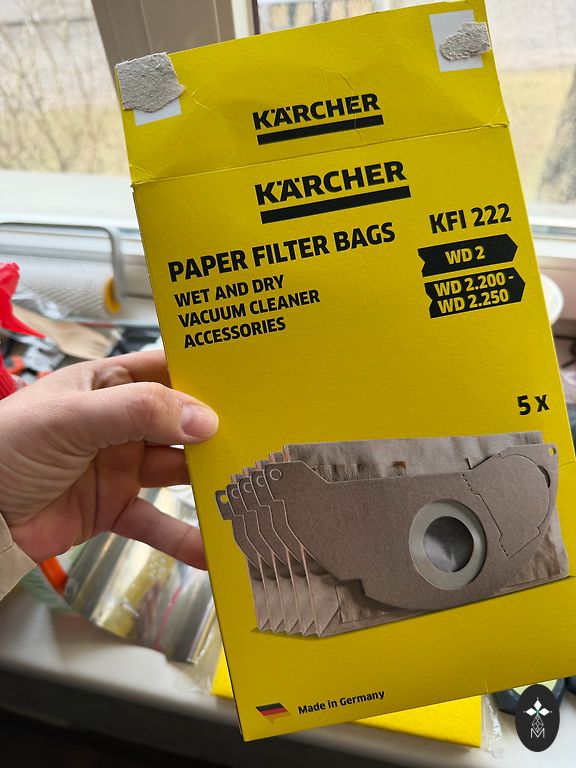 KÄRCHER
KÄRCHER
KFI 222
PAPER FILTER BAGS
WD 2
WET AND DRY
VACUUM CLEANER
ACCESSORIES
WD 2.200 -
WD 2.250
5 X
Made in Germany
M